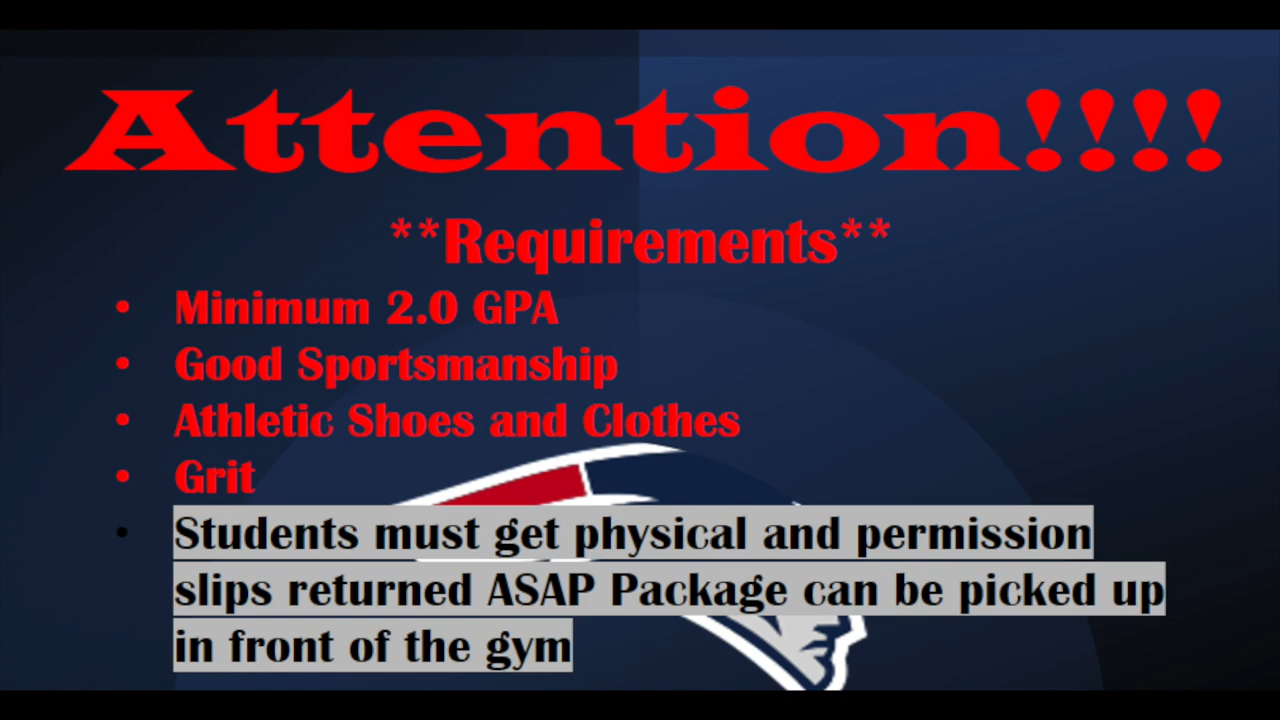 Attention!!!!
**Requirements**
• Minimum 2.0 GPA
• Good Sportsmanship
• Athletic Shoes and Clothes
• Grit
• Students must get physical and permission
slips returned ASAP Package can be picked up
in front of the gym